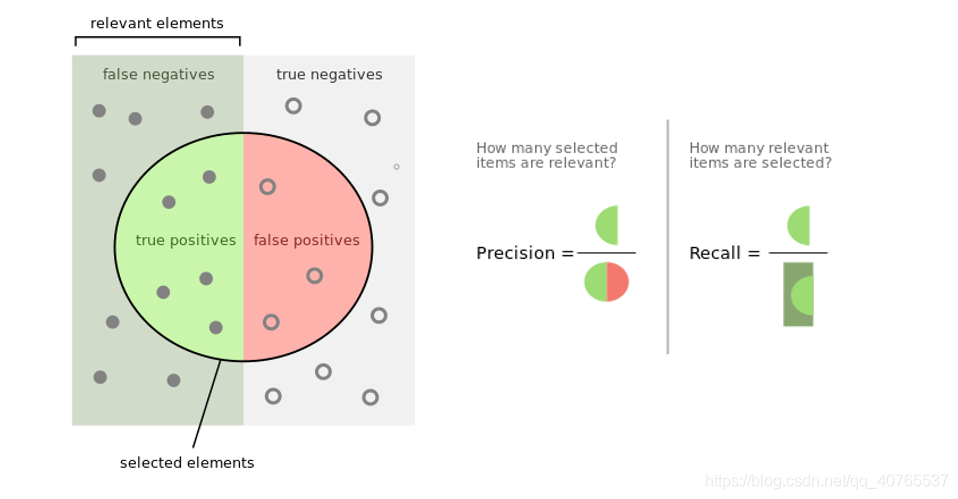 relevant elements
false negatives
true negatives
true positives
false positives
selected elements
How many selected
items are relevant?
Precision =
How many relevant
items are selected?
Recall =
https://blog.csdn.net/qq_40765537